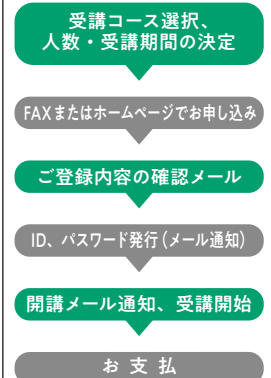 受講コース選択、
人数・受講期間の決定
FAXまたはホームページでお申し込み
ご登録内容の確認メール
ID、パスワード発行（メール通知）
開講メール通知、受講開始
お 支 払